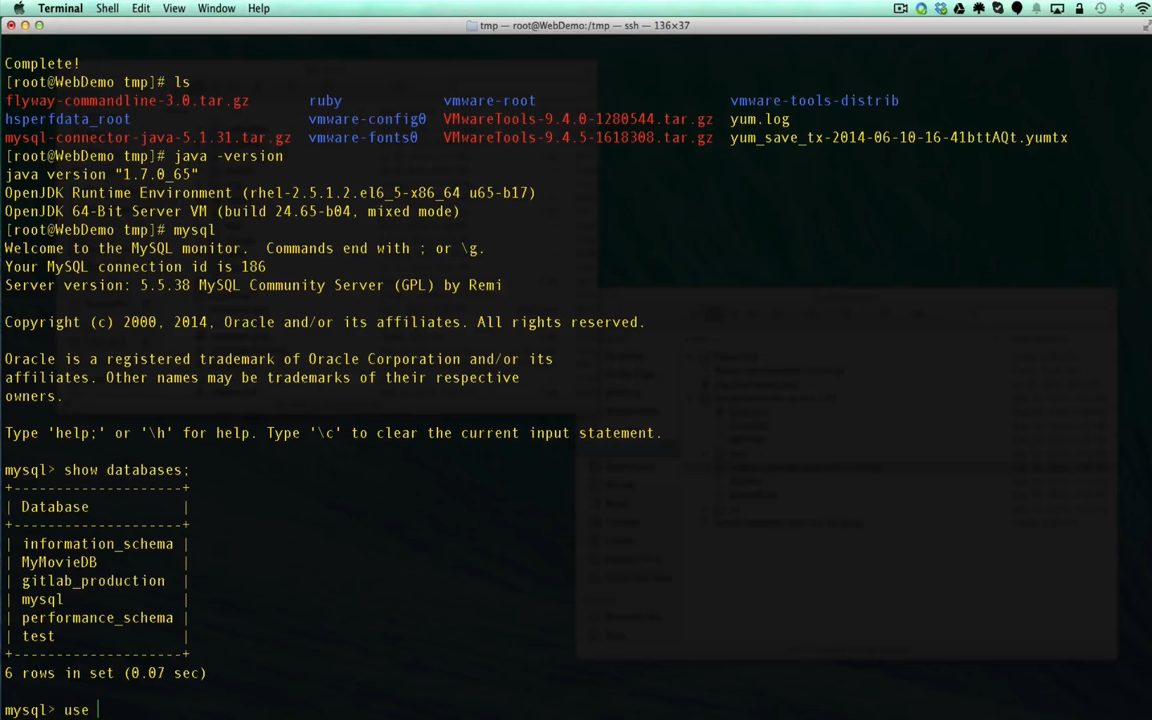 Terminal Shell Edit View Window Help
tmp — root@WebDemo:/tmp — ssh — 136×37
Complete!
[root@WebDemo tmp]# ls
flyway-commandline-3.0.tar.gz ruby vmware-root vmware-tools-distrib
hsperfdata_root vmware-config0 VMwareTools-9.4.0-1280544.tar.gz yum.log
mysql-connector-java-5.1.31.tar.gz vmware-fonts0 VMwareTools-9.4.5-1618308.tar.gz yum_save_tx-2014-06-10-16-41bttAQt.yumtx
[root@WebDemo tmp]# java -version
java version "1.7.0_65"
OpenJDK Runtime Environment (rhel-2.5.1.2.el6_5-x86_64 u65-b17)
OpenJDK 64-Bit Server VM (build 24.65-b04, mixed mode)
[root@WebDemo tmp]# mysql
Welcome to the MySQL monitor.  Commands end with ; or \g.
Your MySQL connection id is 186
Server version: 5.5.38 MySQL Community Server (GPL) by Remi
Copyright (c) 2000, 2014, Oracle and/or its affiliates. All rights reserved.
Oracle is a registered trademark of Oracle Corporation and/or its
affiliates. Other names may be trademarks of their respective
owners.
Type 'help;' or '\h' for help. Type '\c' to clear the current input statement.
mysql> show databases;
+--------------------+
| Database           |
+--------------------+
| information_schema |
| MyMovieDB          |
| gitlab_production  |
| mysql              |
| performance_schema |
| test               |
+--------------------+
6 rows in set (0.07 sec)
mysql> use